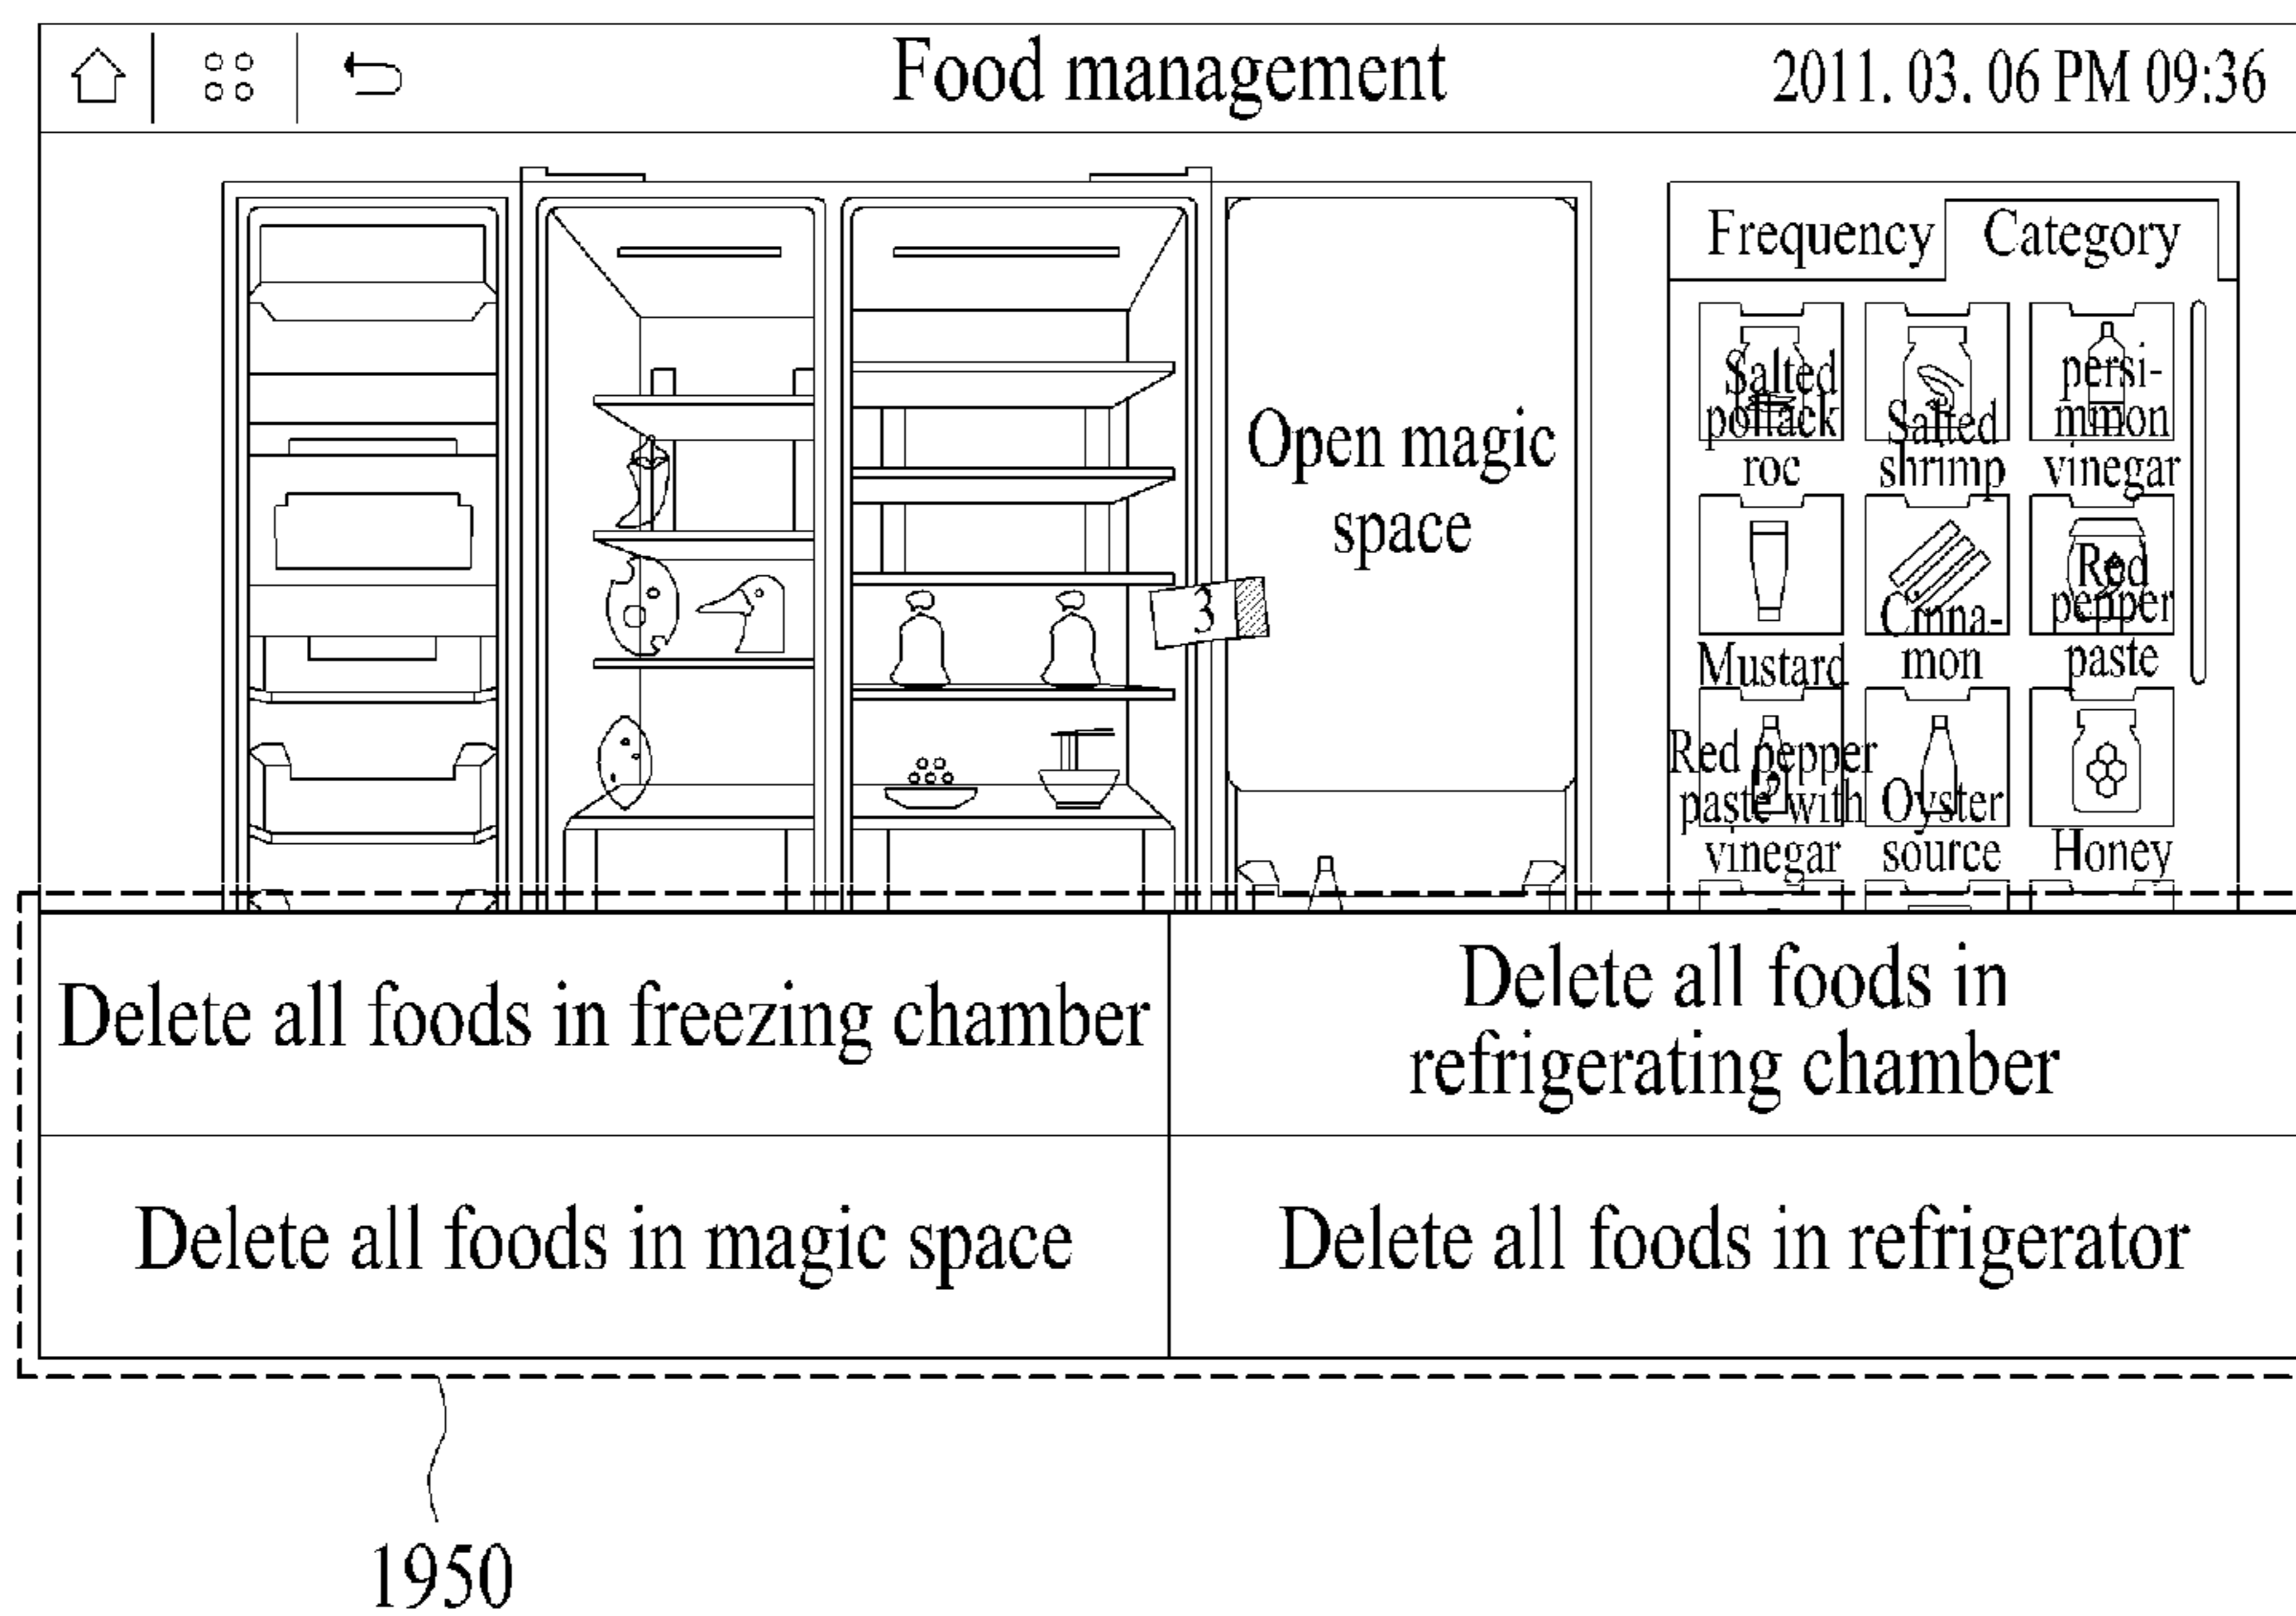 Food management
2011. 03. 06 PM 09:36
Frequency
Category
Open magic
space
3
Salted
pollack
roc
Salted
shrimp
persi-
mmon
vinegar
Mustard
Cinna-
mon
Red
pepper
paste
Red pepper
paste with
vinegar
Oyster
source
Honey
Delete all foods in freezing chamber
Delete all foods in
refrigerating chamber
Delete all foods in magic space
Delete all foods in refrigerator
1950